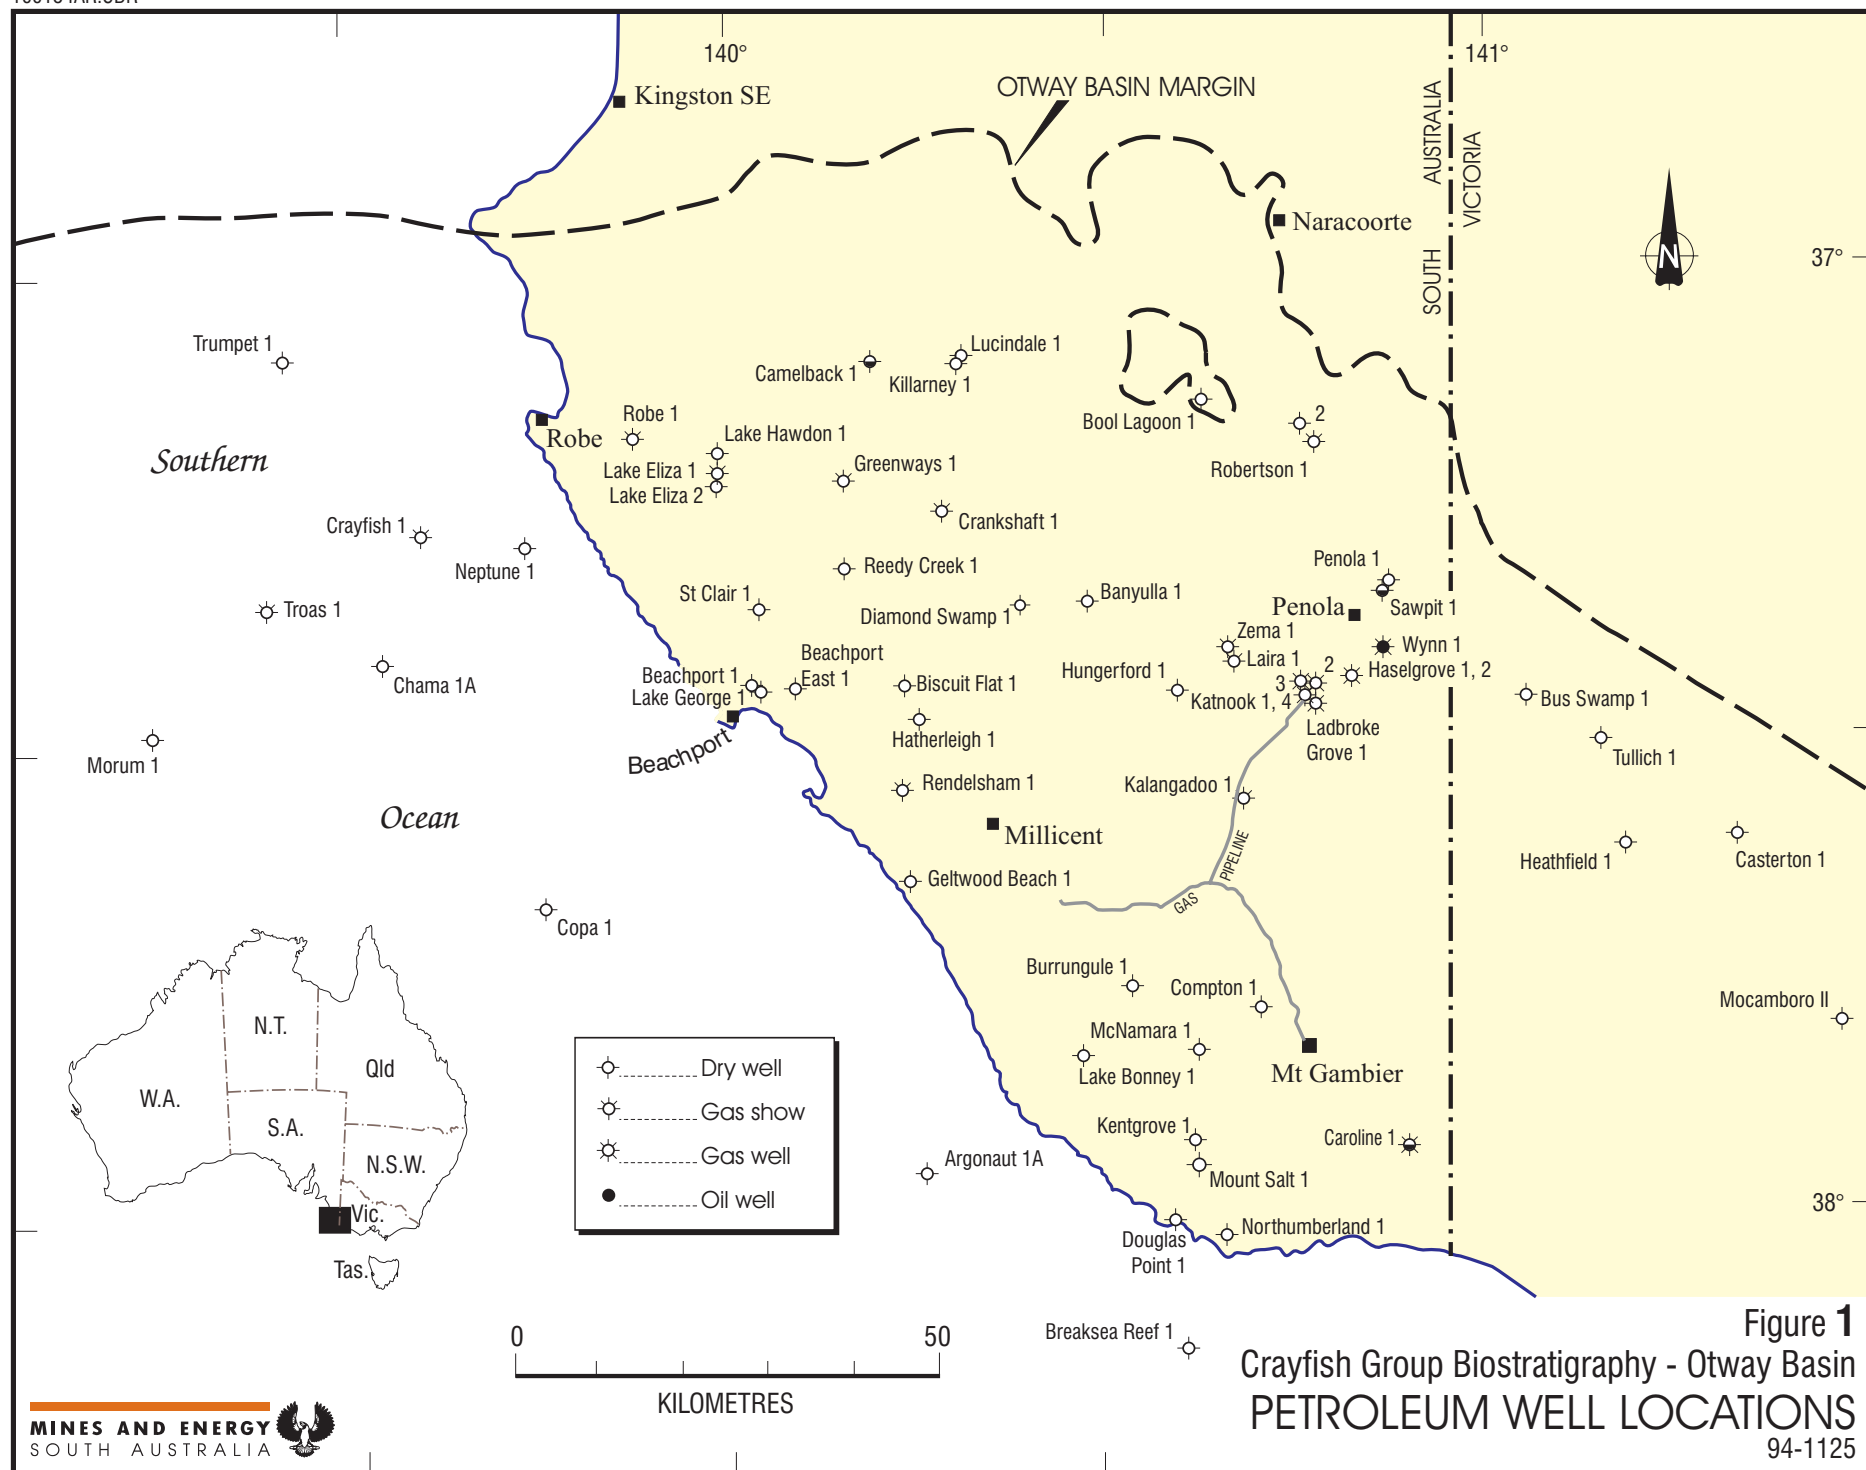 140°
141°
Kingston SE
OTWAY BASIN MARGIN
SOUTH AUSTRALIA
VICTORIA
Naracoorte
N
37°
Trumpet 1
Lucindale 1
Camelback 1
Killarney 1
Robe 1
Robe
Lake Hawdon 1
Bool Lagoon 1
2
Robertson 1
Southern
Lake Eliza 1
Lake Eliza 2
Greenways 1
Crayfish 1
Neptune 1
Crankshaft 1
Reedy Creek 1
Penola 1
St Clair 1
Troas 1
Diamond Swamp 1
Banyulla 1
Penola
Sawpit 1
Zema 1
Wynn 1
Laira 1
2
Haselgrove 1, 2
Beachport
East 1
Beachport 1
Lake George 1
Chama 1A
Biscuit Flat 1
Hungerford 1
3
Katnook 1, 4
Bus Swamp 1
Ladbroke
Grove 1
Tullich 1
Hatherleigh 1
Beachport
Morum 1
Rendelsham 1
Kalangadoo 1
Ocean
Millicent
PIPELINE
GAS
Heathfield 1
Casterton 1
Geltwood Beach 1
Copa 1
Burrungule 1
Compton 1
Mocamboro II
McNamara 1
Lake Bonney 1
Mt Gambier
Kentgrove 1
Caroline 1
Argonaut 1A
Mount Salt 1
38°
Douglas
Point 1
Northumberland 1
Breaksea Reef 1
N.T.
Qld
W.A.
S.A.
N.S.W.
Vic.
Tas.
Dry well
Gas show
Gas well
Oil well
0 50
KILOMETRES
MINES AND ENERGY
SOUTH AUSTRALIA
Figure 1
Crayfish Group Biostratigraphy - Otway Basin
PETROLEUM WELL LOCATIONS
94-1125